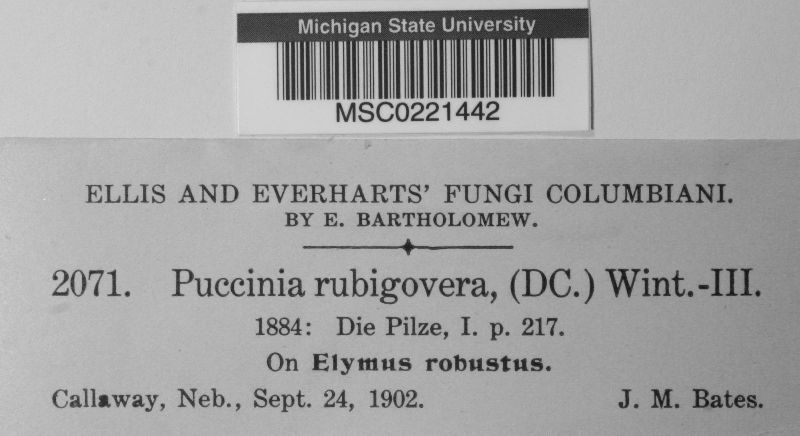 Michigan State University
MSC0221442
ELLIS AND EVERHARTS' FUNGI COLUMBIANI.
BY E. BARTHOLOMEW.
2071. Puccinia rubigovera, (DC.) Wint.-III.
1884: Die Pilze, I. p. 217.
On Elymus robustus.
Callaway, Neb., Sept. 24, 1902. J. M. Bates.